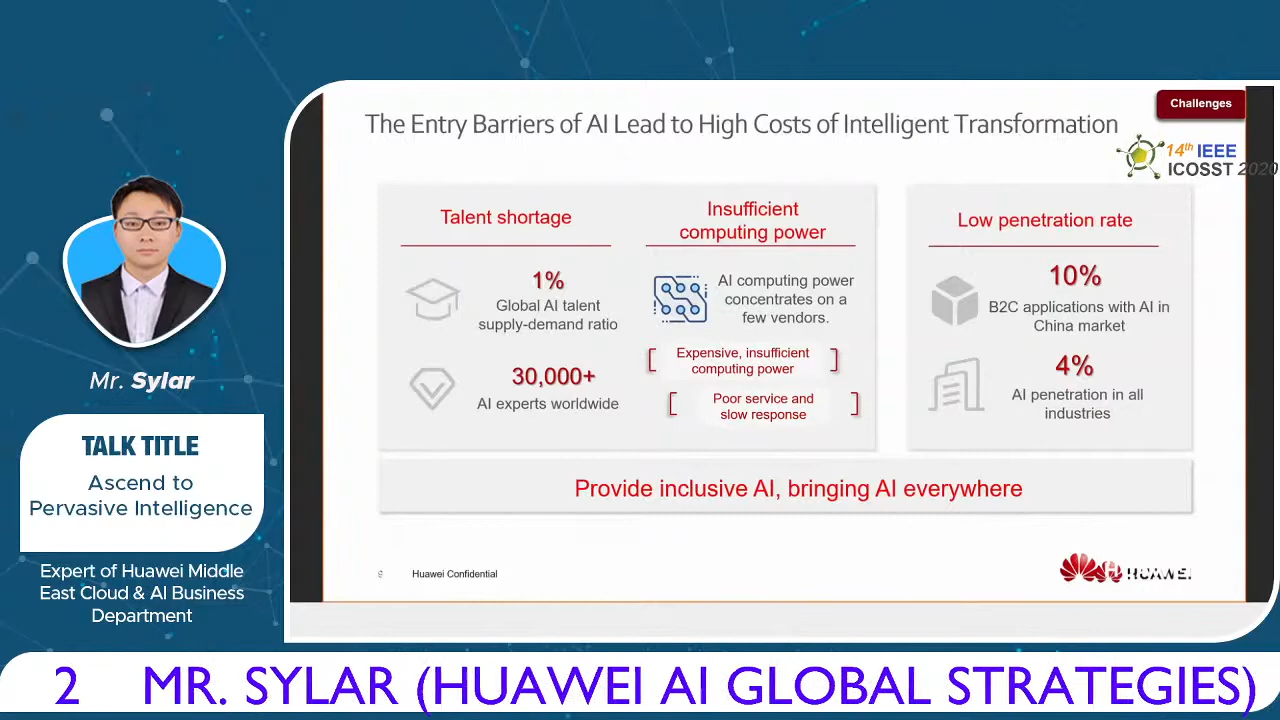 Challenges
The Entry Barriers of AI Lead to High Costs of Intelligent Transformation
14th IEEE
ICOSST 2020
Talent shortage
1%
Global AI talent
supply-demand ratio
30,000+
AI experts worldwide
Insufficient
computing power
AI computing power
concentrates on a
few vendors.
Expensive, insufficient
computing power
Poor service and
slow response
Low penetration rate
10%
B2C applications with AI in
China market
4%
AI penetration in all
industries
Provide inclusive AI, bringing AI everywhere
9
Huawei Confidential
HUAWEI
Mr. Sylar
TALK TITLE
Ascend to
Pervasive Intelligence
Expert of Huawei Middle
East Cloud & AI Business
Department
2 MR. SYLAR (HUAWEI AI GLOBAL STRATEGIES)